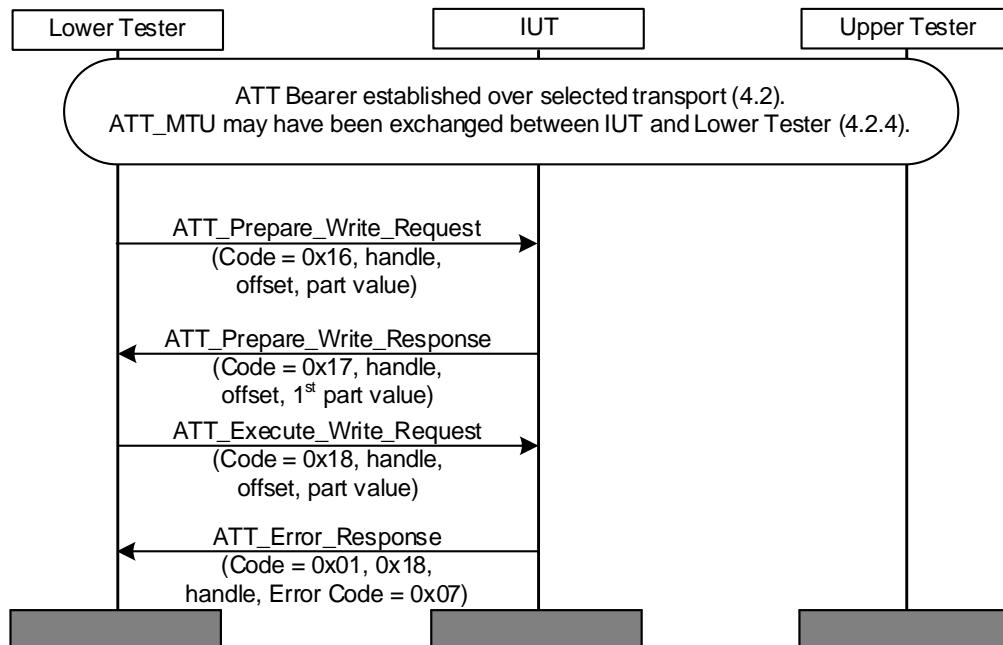 Lower Tester
IUT
Upper Tester
ATT Bearer established over selected transport (4.2).
ATT_MTU may have been exchanged between IUT and Lower Tester (4.2.4).
ATT_Prepare_Write_Request
(Code = 0x16, handle,
offset, part value)
ATT_Prepare_Write_Response
(Code = 0x17, handle,
offset, 1st part value)
ATT_Execute_Write_Request
(Code = 0x18, handle,
offset, part value)
ATT_Error_Response
(Code = 0x01, 0x18,
handle, Error Code = 0x07)